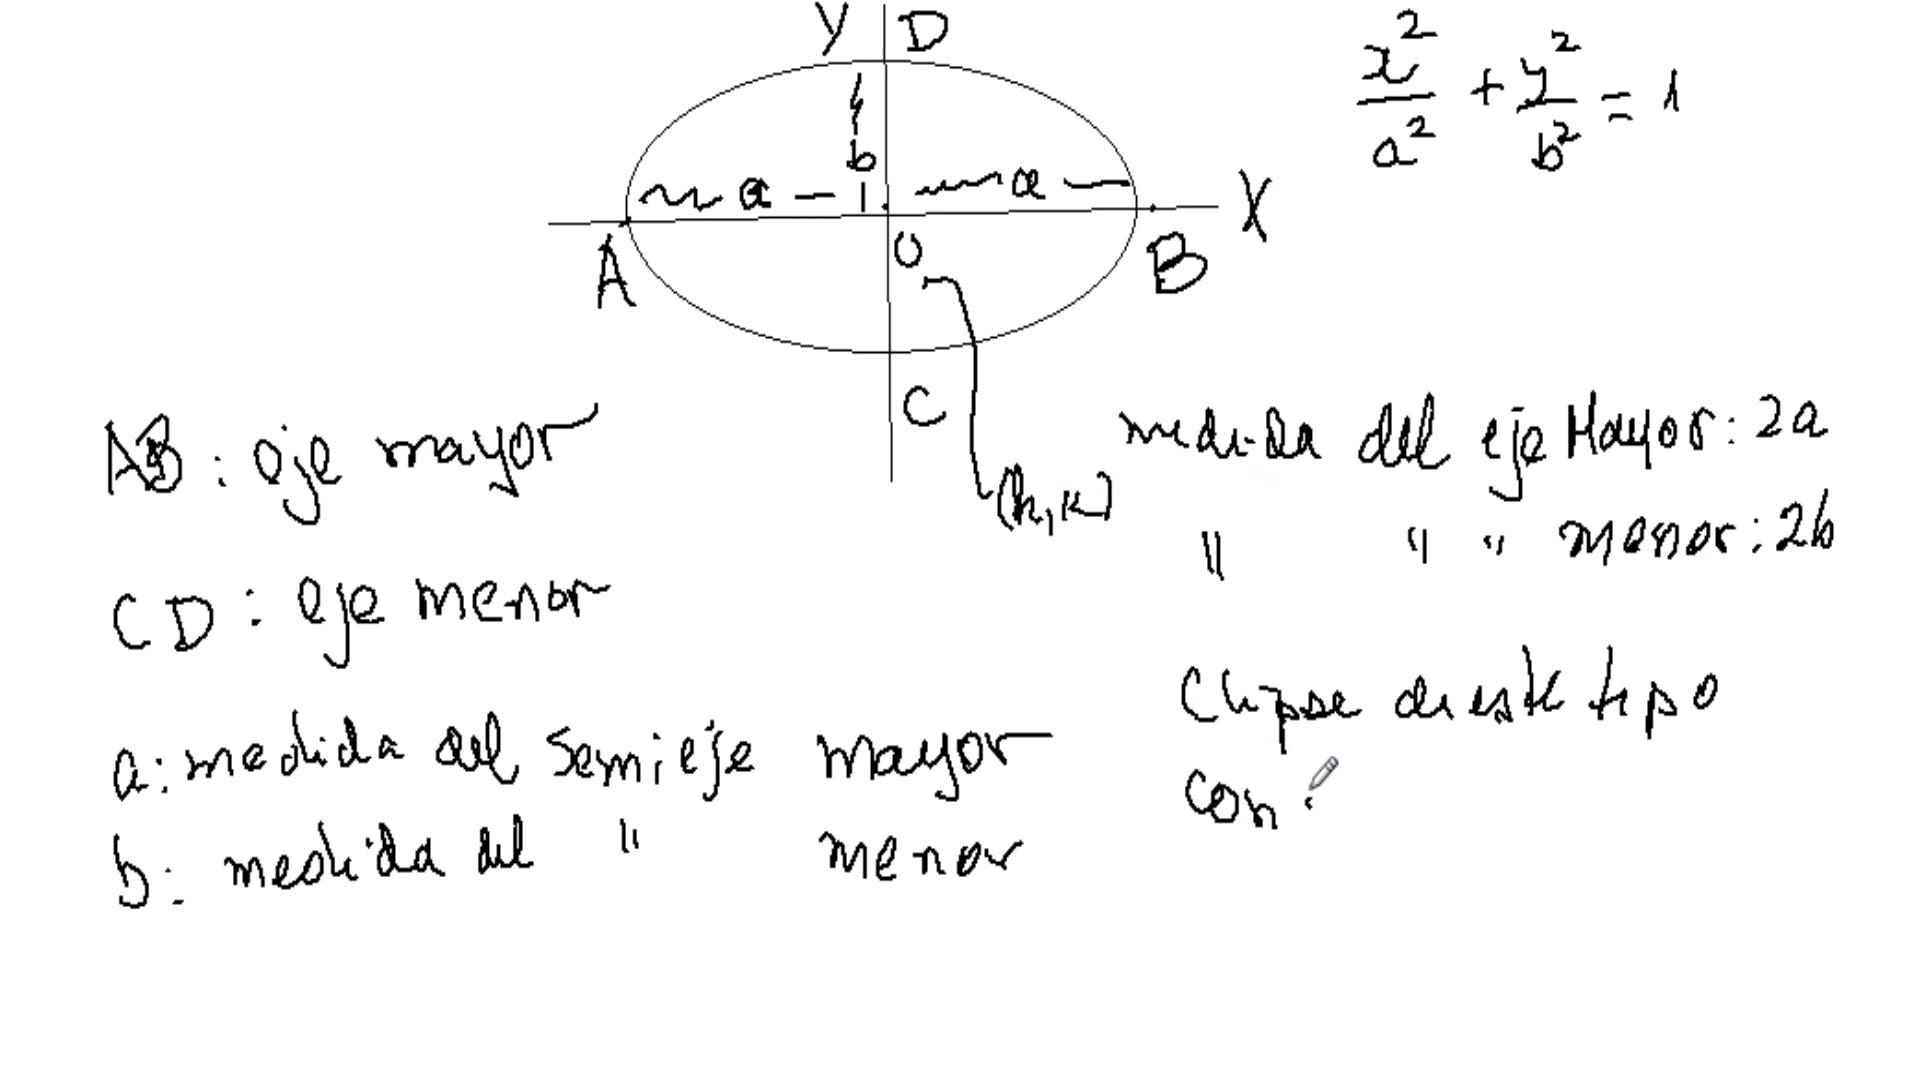 Y D
x²/a² + y²/b² = 1
b
a a
X
O
A B
C
(h, k)
AB: eje mayor
CD: eje menor
a: medida del semieje mayor
b: medida del " menor
medida del eje Mayor: 2a
" " " menor: 2b
Elipse de este tipo
con: